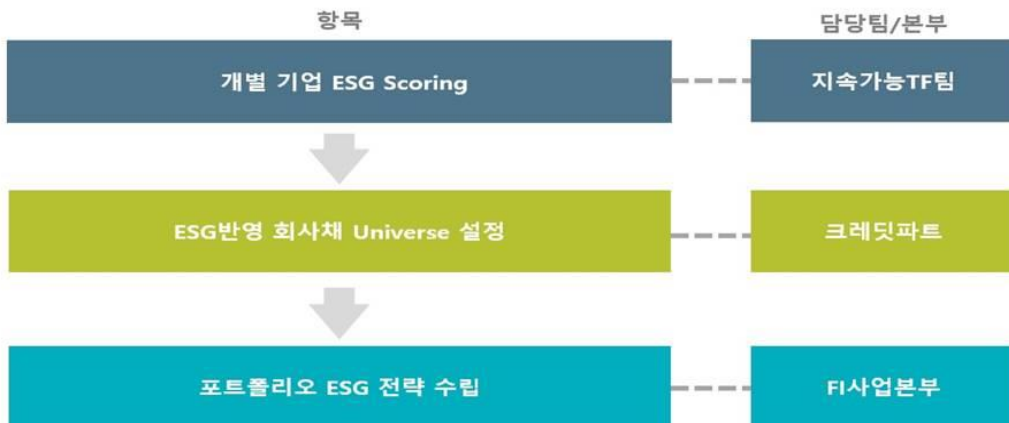 항목
담당팀/본부
개별 기업 ESG Scoring
지속가능TF팀
ESG반영 회사채 Universe 설정
크레딧파트
포트폴리오 ESG 전략 수립
FI사업본부